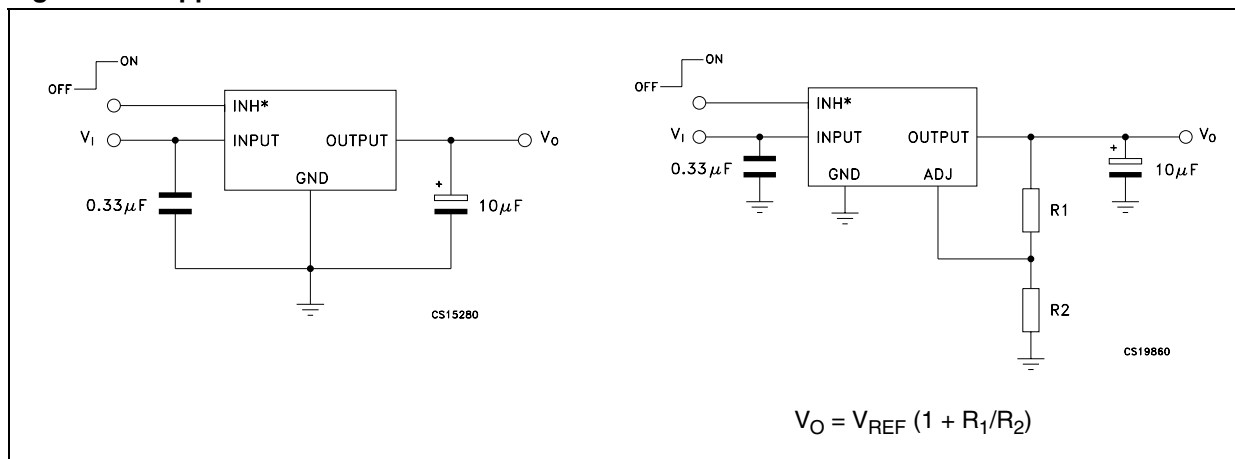 ON
OFF
INH*
V_I
INPUT
OUTPUT
V_O
GND
0.33μF
+
10μF
CS15280
ON
OFF
INH*
V_I
INPUT
OUTPUT
V_O
0.33μF
GND
ADJ
+
10μF
R1
R2
CS19860
V_O = V_REF (1 + R_1/R_2)